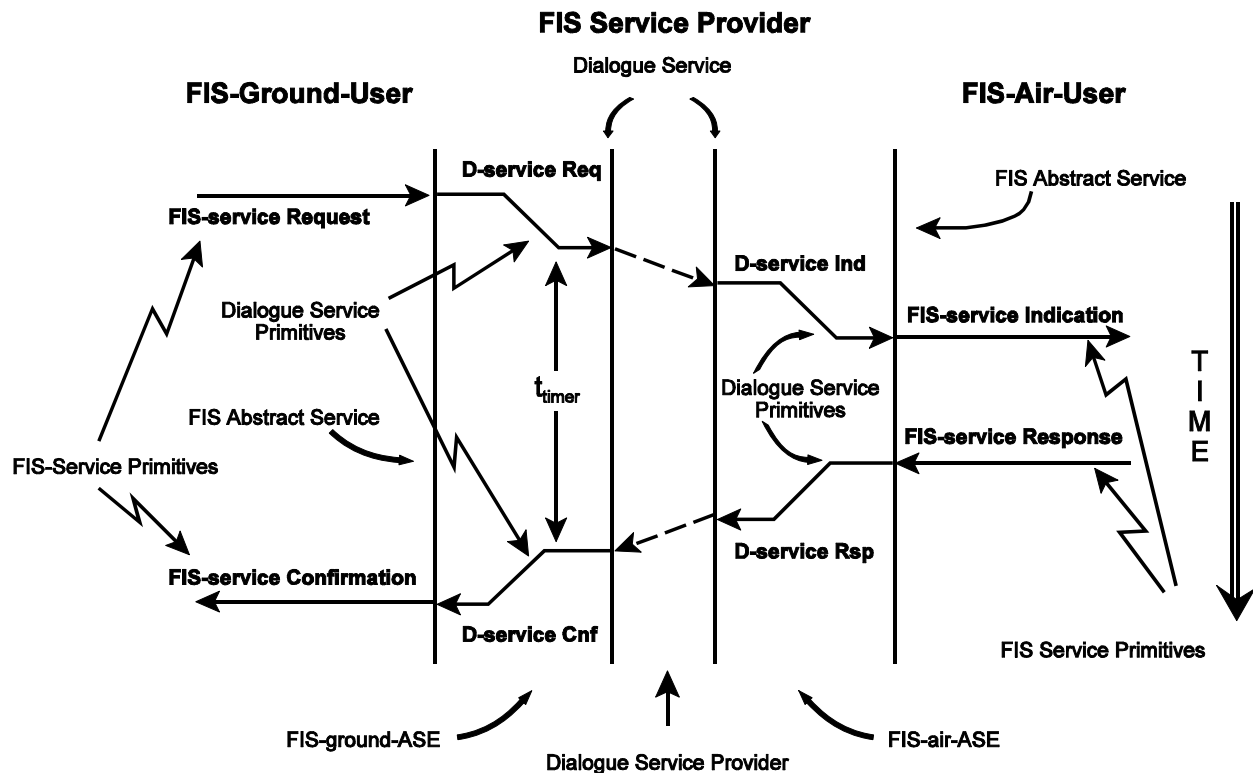 FIS Service Provider
Dialogue Service
FIS-Ground-User
FIS-Air-User
D-service Req
FIS Abstract Service
FIS-service Request
D-service Ind
Dialogue Service
Primitives
FIS-service Indication
TIME
t timer
Dialogue Service
Primitives
FIS Abstract Service
FIS-service Response
FIS-Service Primitives
D-service Rsp
FIS-service Confirmation
D-service Cnf
FIS Service Primitives
FIS-ground-ASE
FIS-air-ASE
Dialogue Service Provider